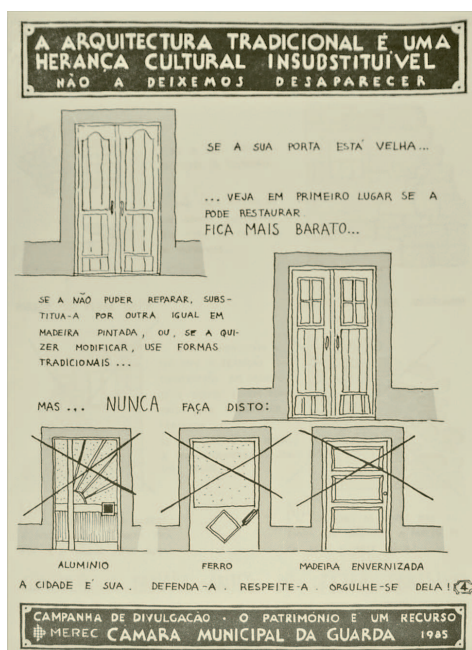 A ARQUITECTURA TRADICIONAL É UMA
HERANÇA CULTURAL INSUBSTITUÍVEL
NÃO A DEIXEMOS DESAPARECER
SE A SUA PORTA ESTÁ VELHA...
... VEJA EM PRIMEIRO LUGAR SE A
PODE RESTAURAR.
FICA MAIS BARATO...
SE A NÃO PUDER REPARAR, SUBS-
TITUA-A POR OUTRA IGUAL EM
MADEIRA PINTADA, OU, SE A QUI-
ZER MODIFICAR, USE FORMAS
TRADICIONAIS ...
MAS ... NUNCA FAÇA DISTO:
ALUMINIO
FERRO
MADEIRA ENVERNIZADA
A CIDADE É SUA. DEFENDA-A. RESPEITE-A. ORGULHE-SE DELA! 4
CAMPANHA DE DIVULGAÇÃO · O PATRIMÓNIO É UM RECURSO
MEREC CÂMARA MUNICIPAL DA GUARDA 1985